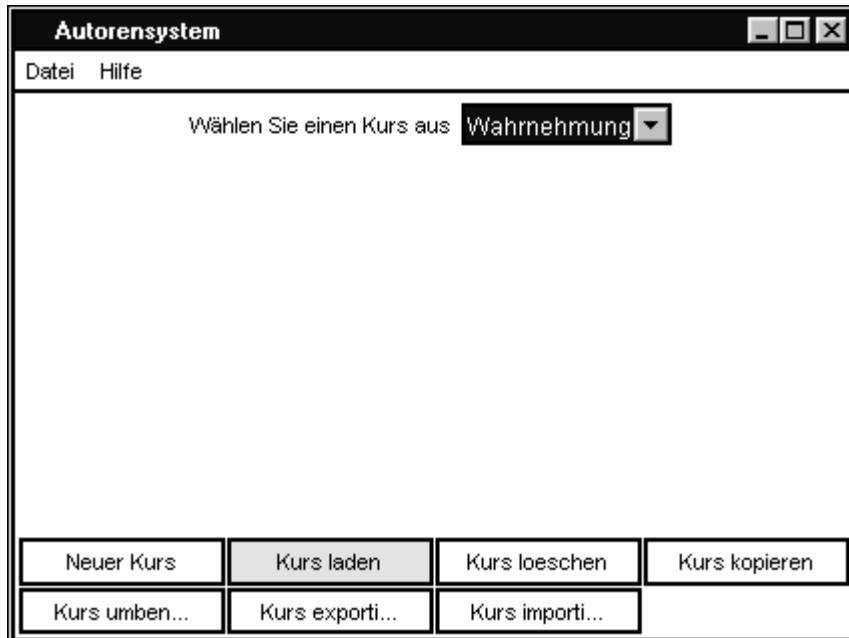 Autorensystem
Datei Hilfe
Wählen Sie einen Kurs aus Wahrnehmung
Neuer Kurs Kurs laden Kurs loeschen Kurs kopieren
Kurs umben... Kurs exporti... Kurs importi...